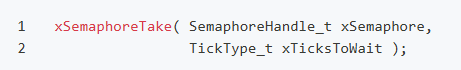 1 xSemaphoreTake( SemaphoreHandle_t xSemaphore,
2 TickType_t xTicksToWait );